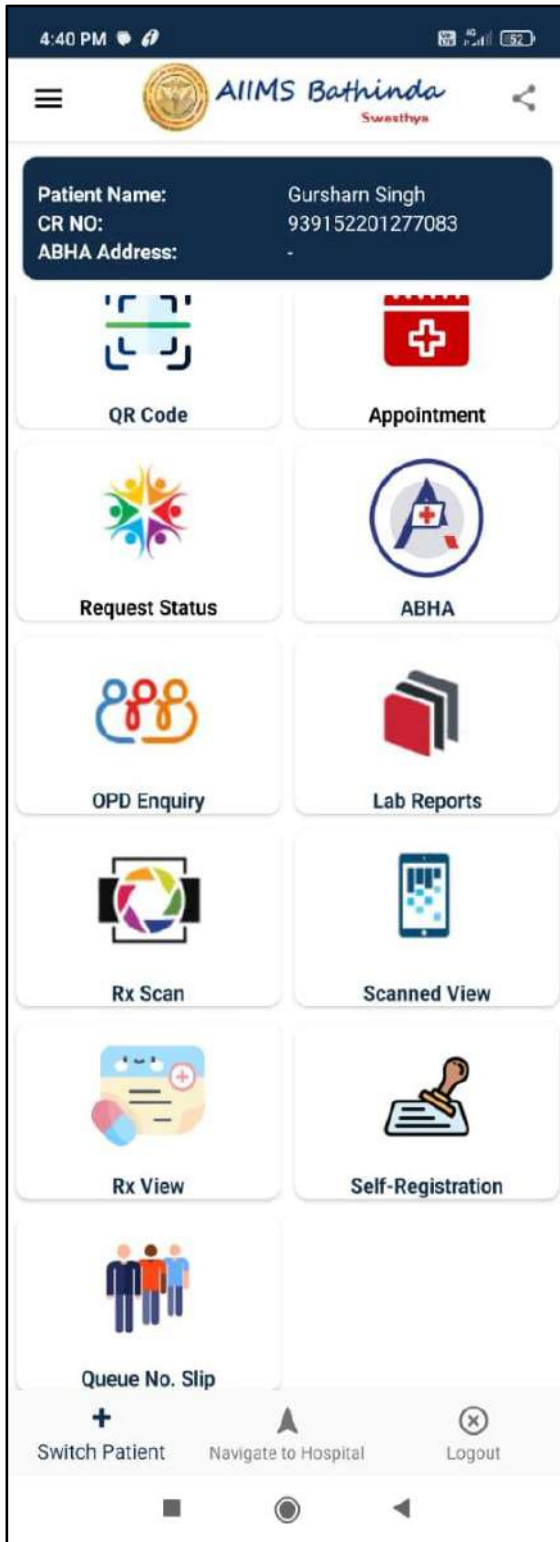 4:40 PM
52
AIIMS Bathinda
Swasthya
Patient Name: Gursharn Singh
CR NO: 939152201277083
ABHA Address: -
QR Code Appointment
Request Status ABHA
OPD Enquiry Lab Reports
Rx Scan Scanned View
Rx View Self-Registration
Queue No. Slip
Switch Patient Navigate to Hospital Logout